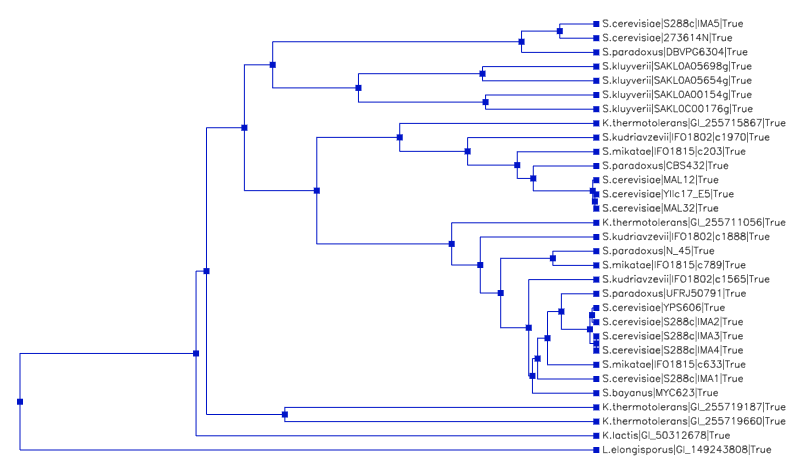 S.cerevisiae|S288c|IMA5|True
S.cerevisiae|273614N|True
S.paradoxus|DBVPG6304|True
S.kluyverii|SAKL0A05698g|True
S.kluyverii|SAKL0A05654g|True
S.kluyverii|SAKL0A00154g|True
S.kluyverii|SAKL0C00176g|True
K.thermotolerans|GI_255715867|True
S.kudriavzevii|IFO1802|c1970|True
S.mikatae|IFO1815|c203|True
S.paradoxus|CBS432|True
S.cerevisiae|MAL12|True
S.cerevisiae|YIlc17_E5|True
S.cerevisiae|MAL32|True
K.thermotolerans|GI_255711056|True
S.kudriavzevii|IFO1802|c1888|True
S.paradoxus|N_45|True
S.mikatae|IFO1815|c789|True
S.kudriavzevii|IFO1802|c1565|True
S.paradoxus|UFRJ50791|True
S.cerevisiae|YPS606|True
S.cerevisiae|S288c|IMA2|True
S.cerevisiae|S288c|IMA3|True
S.cerevisiae|S288c|IMA4|True
S.mikatae|IFO1815|c633|True
S.cerevisiae|S288c|IMA1|True
S.bayanus|MYC623|True
K.thermotolerans|GI_255719187|True
K.thermotolerans|GI_255719660|True
K.lactis|GI_50312678|True
L.elongisporus|GI_149243808|True